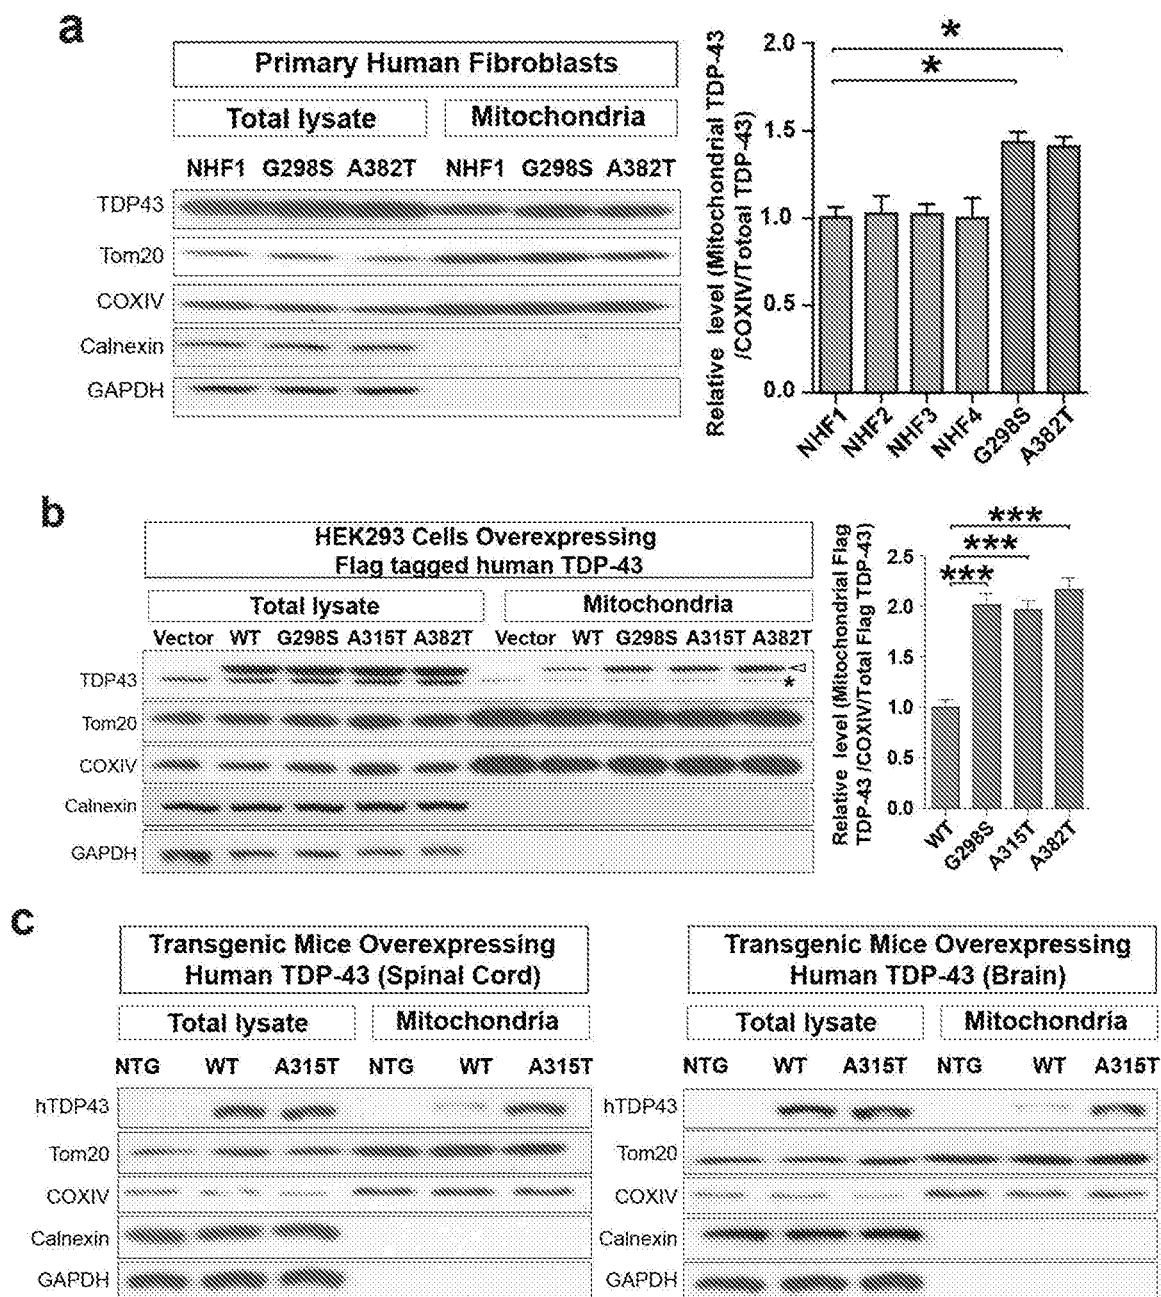 a
Primary Human Fibroblasts
Total lysate Mitochondria
NHF1 G298S A382T NHF1 G298S A382T
TDP43
Tom20
COXIV
Calnexin
GAPDH
Relative level (Mitochondrial TDP-43
/COXIV/Totoal TDP-43)
2.0
1.5
1.0
0.5
0.0
* 
*
NHF1 NHF2 NHF3 NHF4 G298S A382T
b
HEK293 Cells Overexpressing
Flag tagged human TDP-43
Total lysate Mitochondria
Vector WT G298S A315T A382T Vector WT G298S A315T A382T
TDP43
*
Tom20
COXIV
Calnexin
GAPDH
Relative level (Mitochondrial Flag
TDP-43 /COXIV/Total Flag TDP-43)
2.5
2.0
1.5
1.0
0.5
0.0
***
***
***
WT G298S A315T A382T
c
Transgenic Mice Overexpressing
Human TDP-43 (Spinal Cord)
Total lysate Mitochondria
NTG WT A315T NTG WT A315T
hTDP43
Tom20
COXIV
Calnexin
GAPDH
Transgenic Mice Overexpressing
Human TDP-43 (Brain)
Total lysate Mitochondria
NTG WT A315T NTG WT A315T
hTDP43
Tom20
COXIV
Calnexin
GAPDH